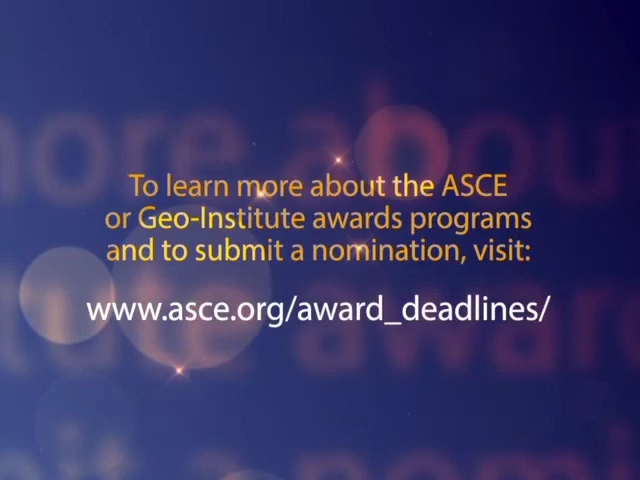 To learn more about the ASCE
or Geo-Institute awards programs
and to submit a nomination, visit:
www.asce.org/award_deadlines/